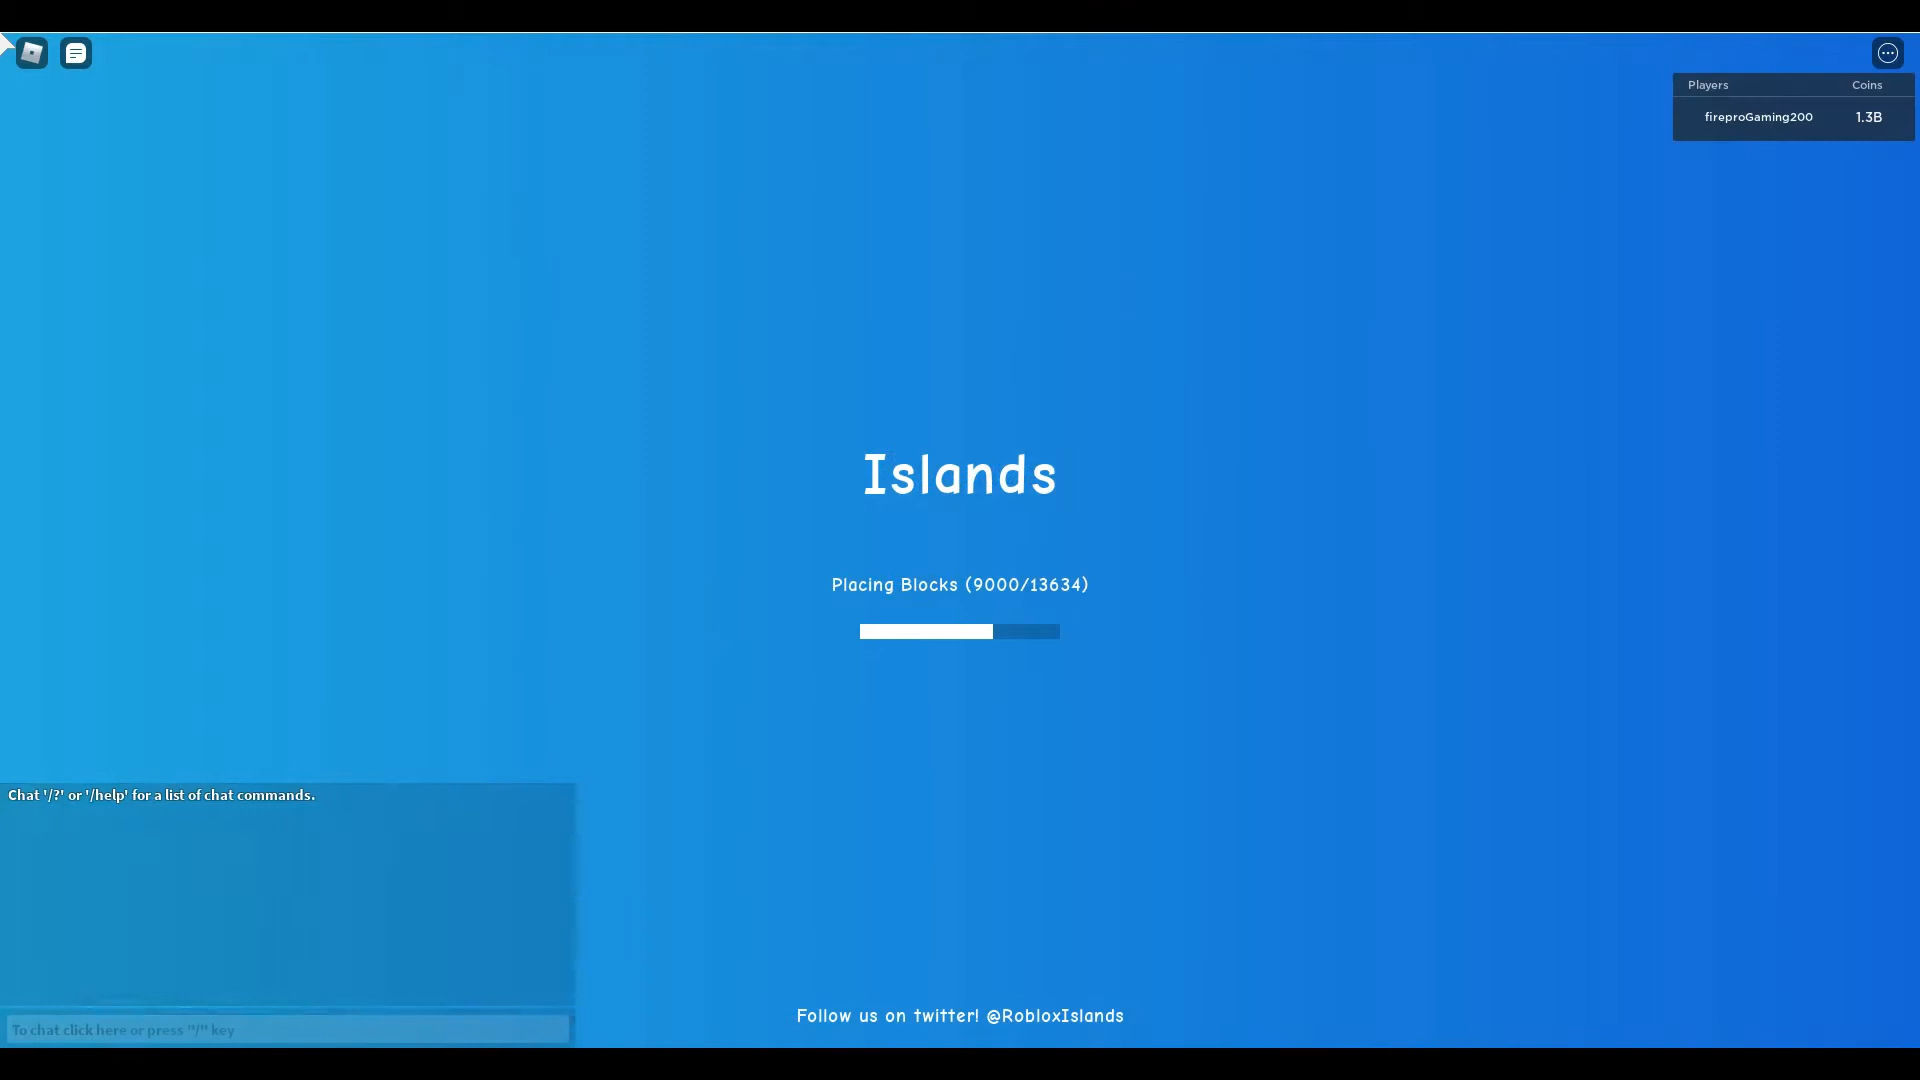 Players Coins
fireproGaming200 1.3B
Islands
Placing Blocks (9000/13634)
Chat '/?' or '/help' for a list of chat commands.
To chat click here or press "/" key
Follow us on twitter! @RobloxIslands